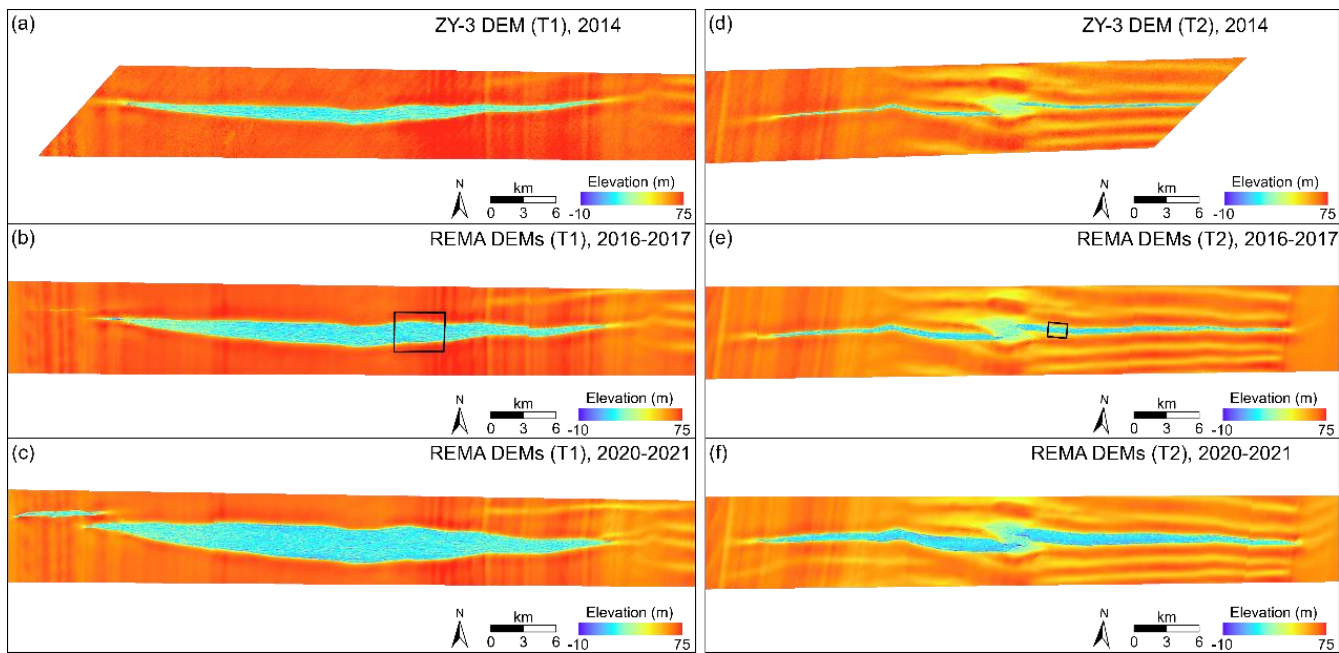 (a)
ZY-3 DEM (T1), 2014
N
km
0 3 6
Elevation (m)
-10 75
(b)
REMA DEMs (T1), 2016-2017
N
km
0 3 6
Elevation (m)
-10 75
(c)
REMA DEMs (T1), 2020-2021
N
km
0 3 6
Elevation (m)
-10 75
(d)
ZY-3 DEM (T2), 2014
N
km
0 3 6
Elevation (m)
-10 75
(e)
REMA DEMs (T2), 2016-2017
N
km
0 3 6
Elevation (m)
-10 75
(f)
REMA DEMs (T2), 2020-2021
N
km
0 3 6
Elevation (m)
-10 75